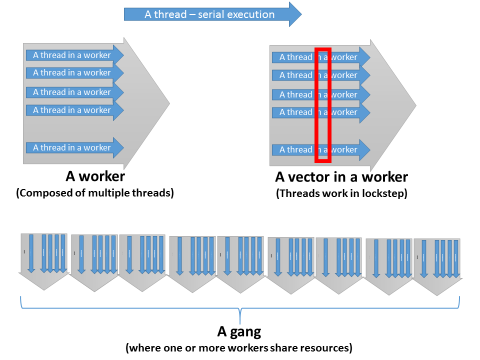 A thread – serial execution
A thread in a worker
A thread in a worker
A thread in a worker
A thread in a worker
A thread in a worker
A worker
(Composed of multiple threads)
A thread in a worker
A thread in a worker
A thread in a worker
A thread in a worker
A thread in a worker
A vector in a worker
(Threads work in lockstep)
A gang
(where one or more workers share resources)